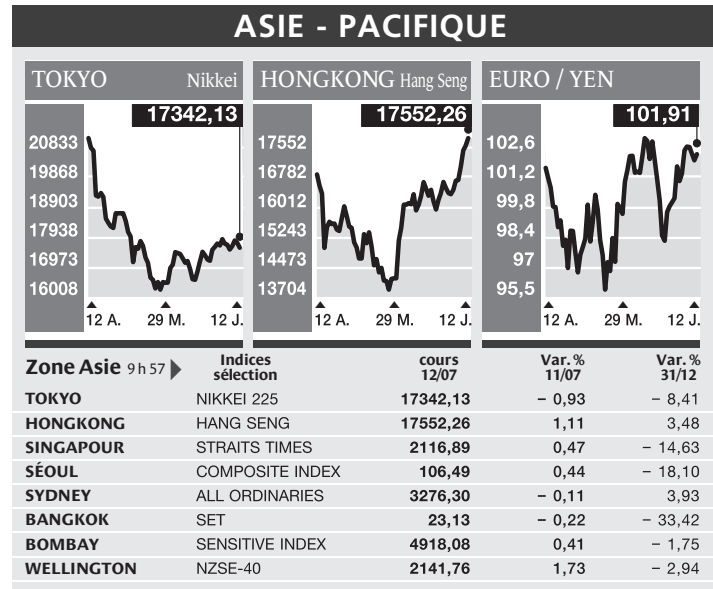 ASIE - PACIFIQUE
TOKYO Nikkei
17342,13
20833
19868
18903
17938
16973
16008
12 A. 29 M. 12 J.
HONGKONG Hang Seng
17552,26
17552
16782
16012
15243
14473
13704
12 A. 29 M. 12 J.
EURO / YEN
101,91
102,6
101,2
99,8
98,4
97
95,5
12 A. 29 M. 12 J.
Zone Asie 9 h 57 Indices sélection cours 12/07 Var. % 11/07 Var. % 31/12
TOKYO NIKKEI 225 17342,13 – 0,93 – 8,41
HONGKONG HANG SENG 17552,26 1,11 3,48
SINGAPOUR STRAITS TIMES 2116,89 0,47 – 14,63
SÉOUL COMPOSITE INDEX 106,49 0,44 – 18,10
SYDNEY ALL ORDINARIES 3276,30 – 0,11 3,93
BANGKOK SET 23,13 – 0,22 – 33,42
BOMBAY SENSITIVE INDEX 4918,08 0,41 – 1,75
WELLINGTON NZSE-40 2141,76 1,73 – 2,94